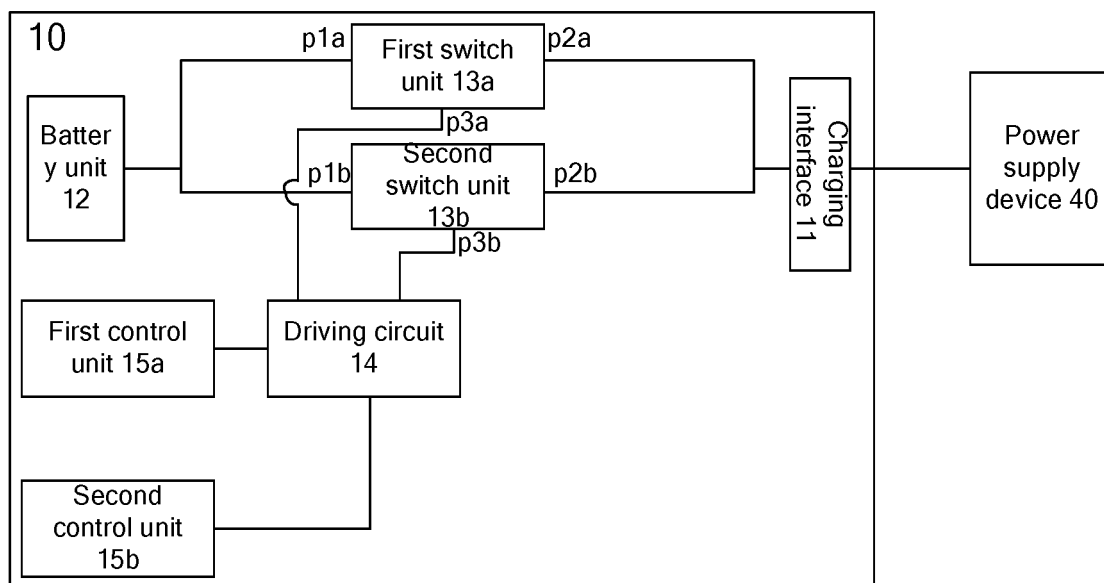 10
p1a
First switch
unit 13a
p2a
p3a
Batter
y unit
12
p1b
Second
switch unit
13b
p2b
p3b
Charging
interface 11
Power
supply
device 40
First control
unit 15a
Driving circuit
14
Second
control unit
15b